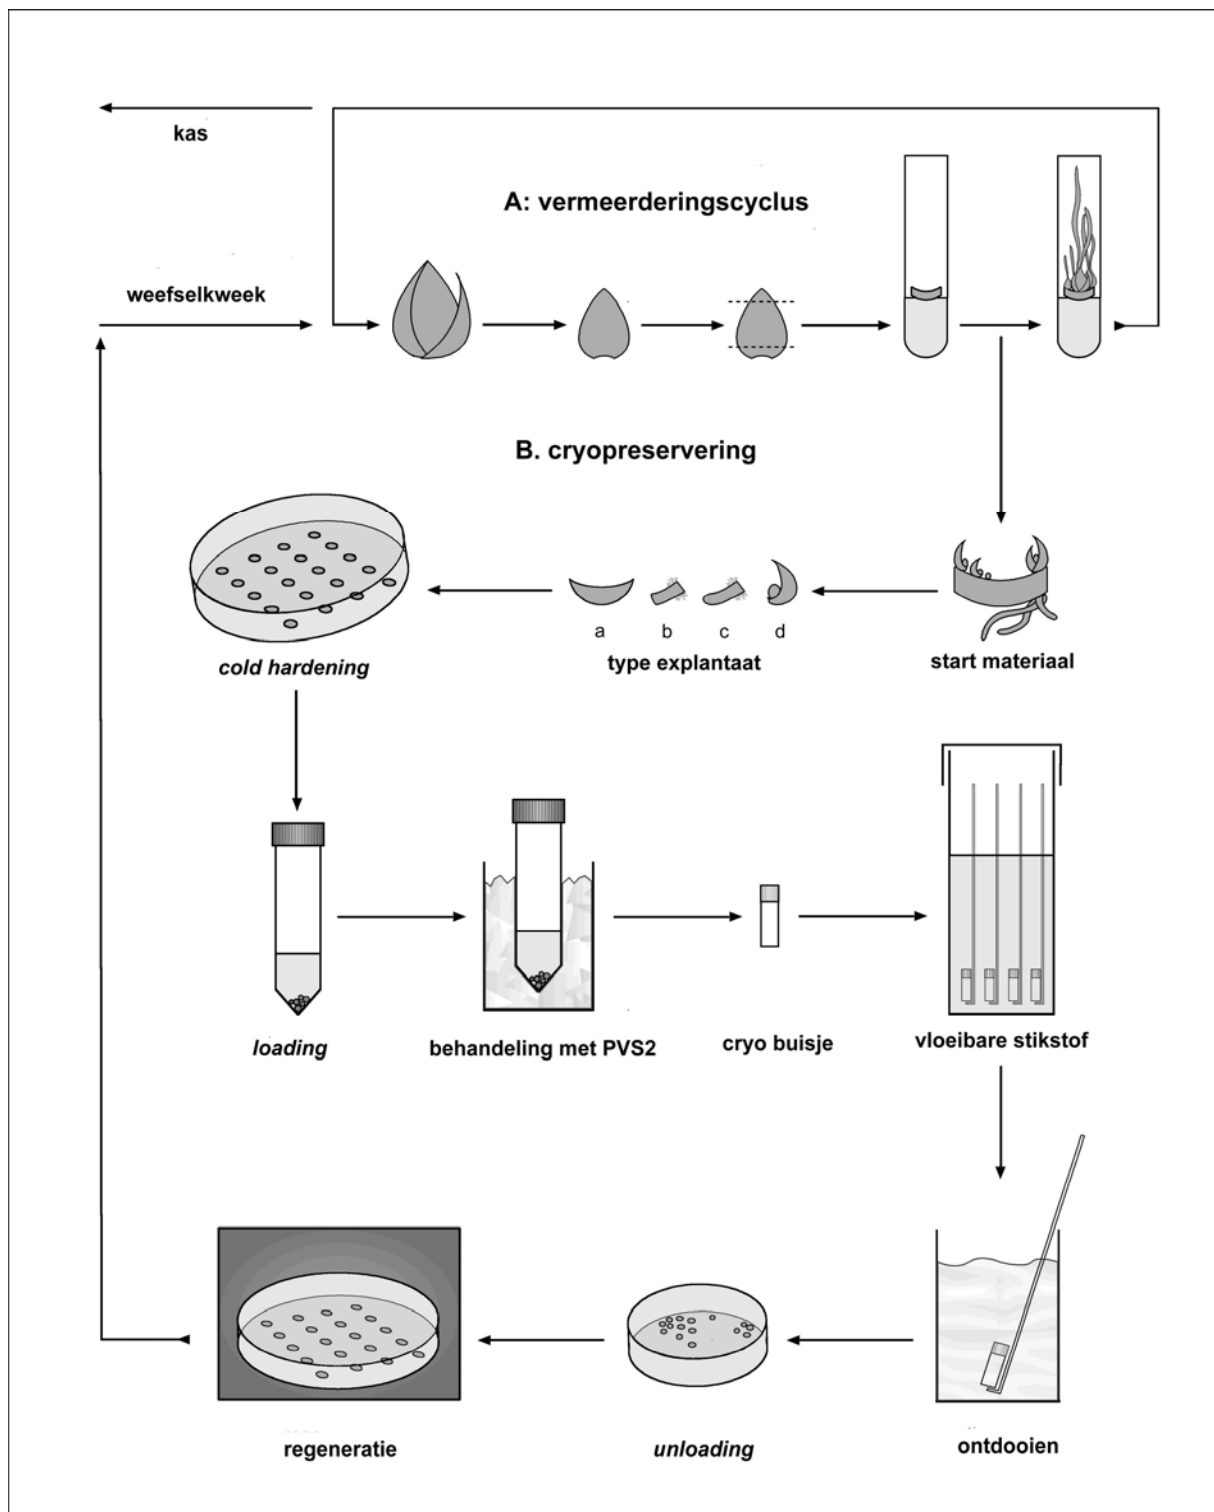 kas
A: vermeerderingscyclus
weefselkweek
B. cryopreservering
a b c d
cold hardening
type explantaat
start materiaal
loading
behandeling met PVS2
cryo buisje
vloeibare stikstof
regeneratie
unloading
ontdooien